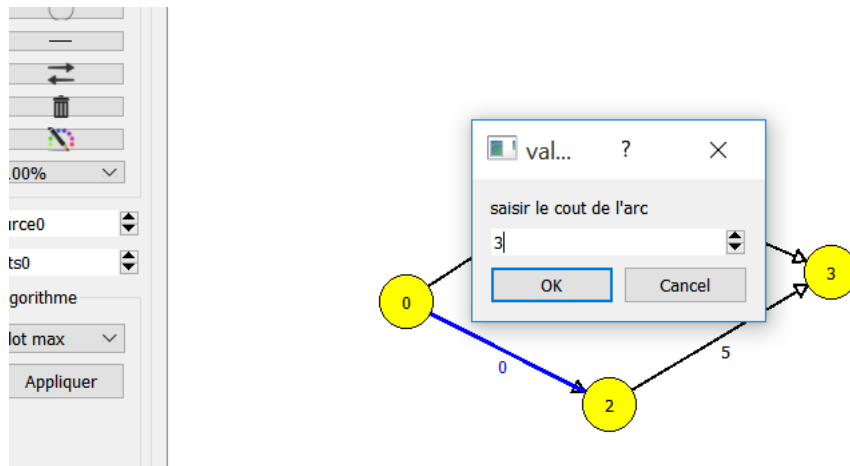 .00%
urce0
ts0
gorithme
lot max
Appliquer
val... ?
saisir le cout de l'arc
3
OK Cancel
0
3
0
5
2